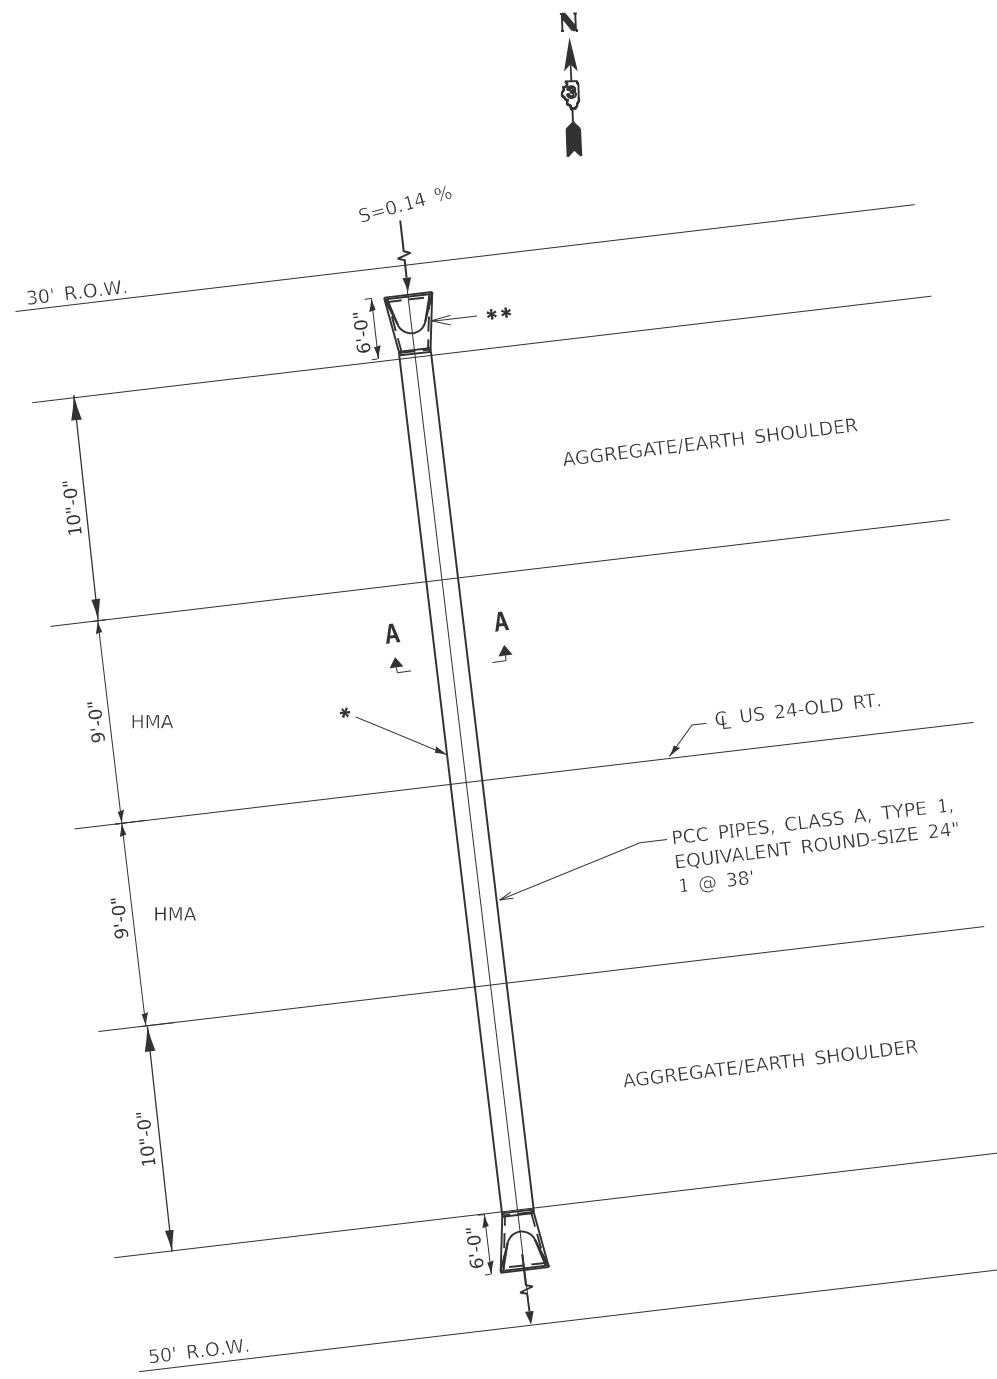 N
3
S=0.14 %
30' R.O.W.
6'-0"
**
AGGREGATE/EARTH SHOULDER
10"-0"
A
A
9'-0"
HMA
*
℄ US 24-OLD RT.
PCC PIPES, CLASS A, TYPE 1,
EQUIVALENT ROUND-SIZE 24"
1 @ 38'
9'-0"
HMA
AGGREGATE/EARTH SHOULDER
10"-0"
6'-0"
50' R.O.W.